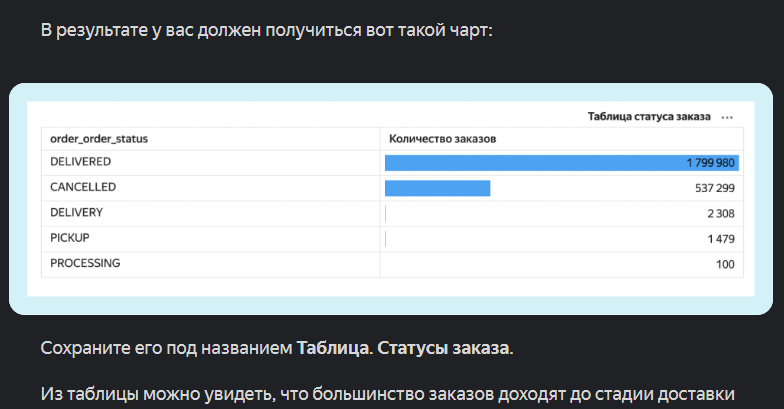 В результате у вас должен получиться вот такой чарт:
Таблица статуса заказа ...
order_order_status Количество заказов
DELIVERED 1 799 980
CANCELLED 537 299
DELIVERY 2 308
PICKUP 1 479
PROCESSING 100
Сохраните его под названием Таблица. Статусы заказа.
Из таблицы можно увидеть, что большинство заказов доходят до стадии доставки